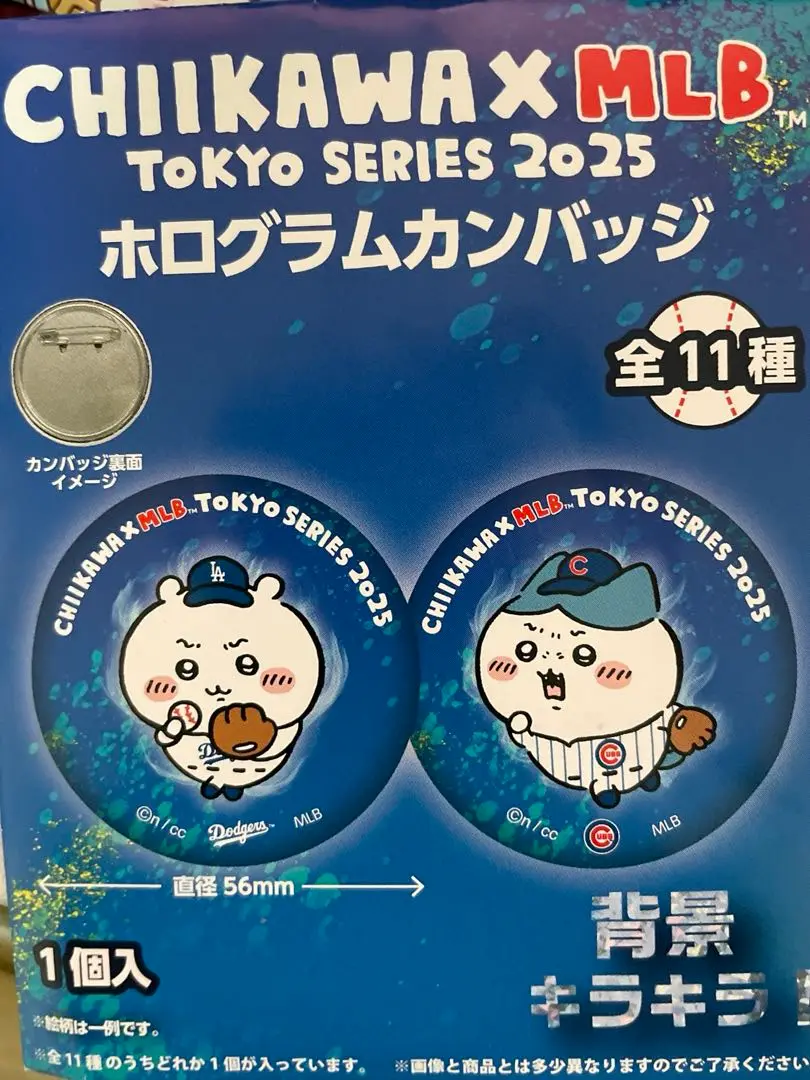 CHIIKAWA X MLB™
TOKYO SERIES 2025
ホログラムカンバッジ
全11種
カンバッジ裏面
イメージ
CHIIKAWA X MLB™ TOKYO SERIES 2025
LA
D
©n/cc Dodgers™ MLB
CHIIKAWA X MLB™ TOKYO SERIES 2025
C
CUBS
©n/cc CUBS MLB
直径 56mm
背景
キラキラ
1個入
※絵柄は一例です。
※全11種のうちどれか1個が入っています。 ※画像と商品とは多少異なりますのでご了承ください